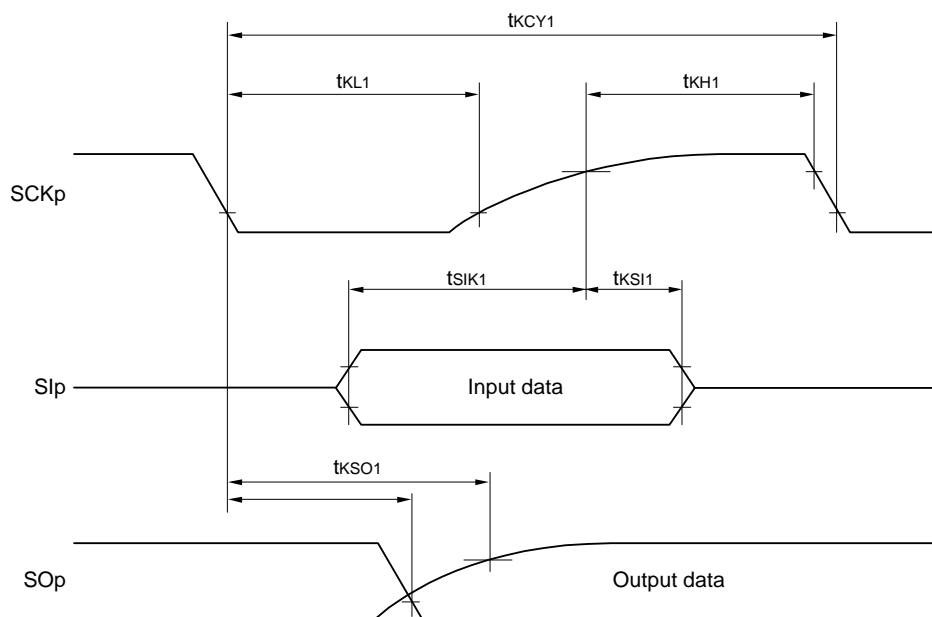 tKCY1
tKL1
tKH1
SCKp
tSIK1
tKSI1
SIp
Input data
tKSO1
SOp
Output data